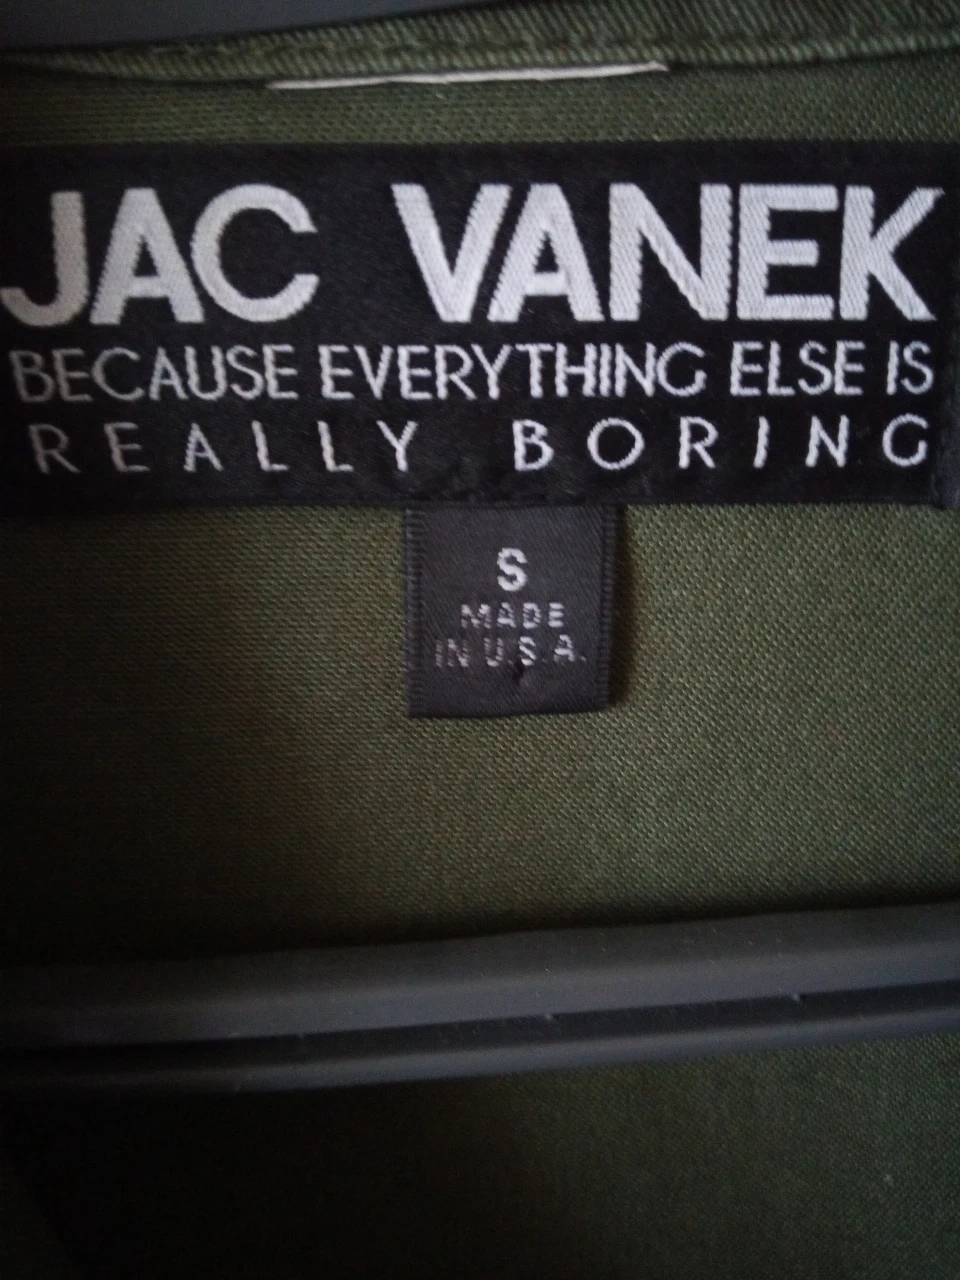 JAC VANEK
BECAUSE EVERYTHING ELSE IS
REALLY BORING
S
MADE
IN U.S.A.